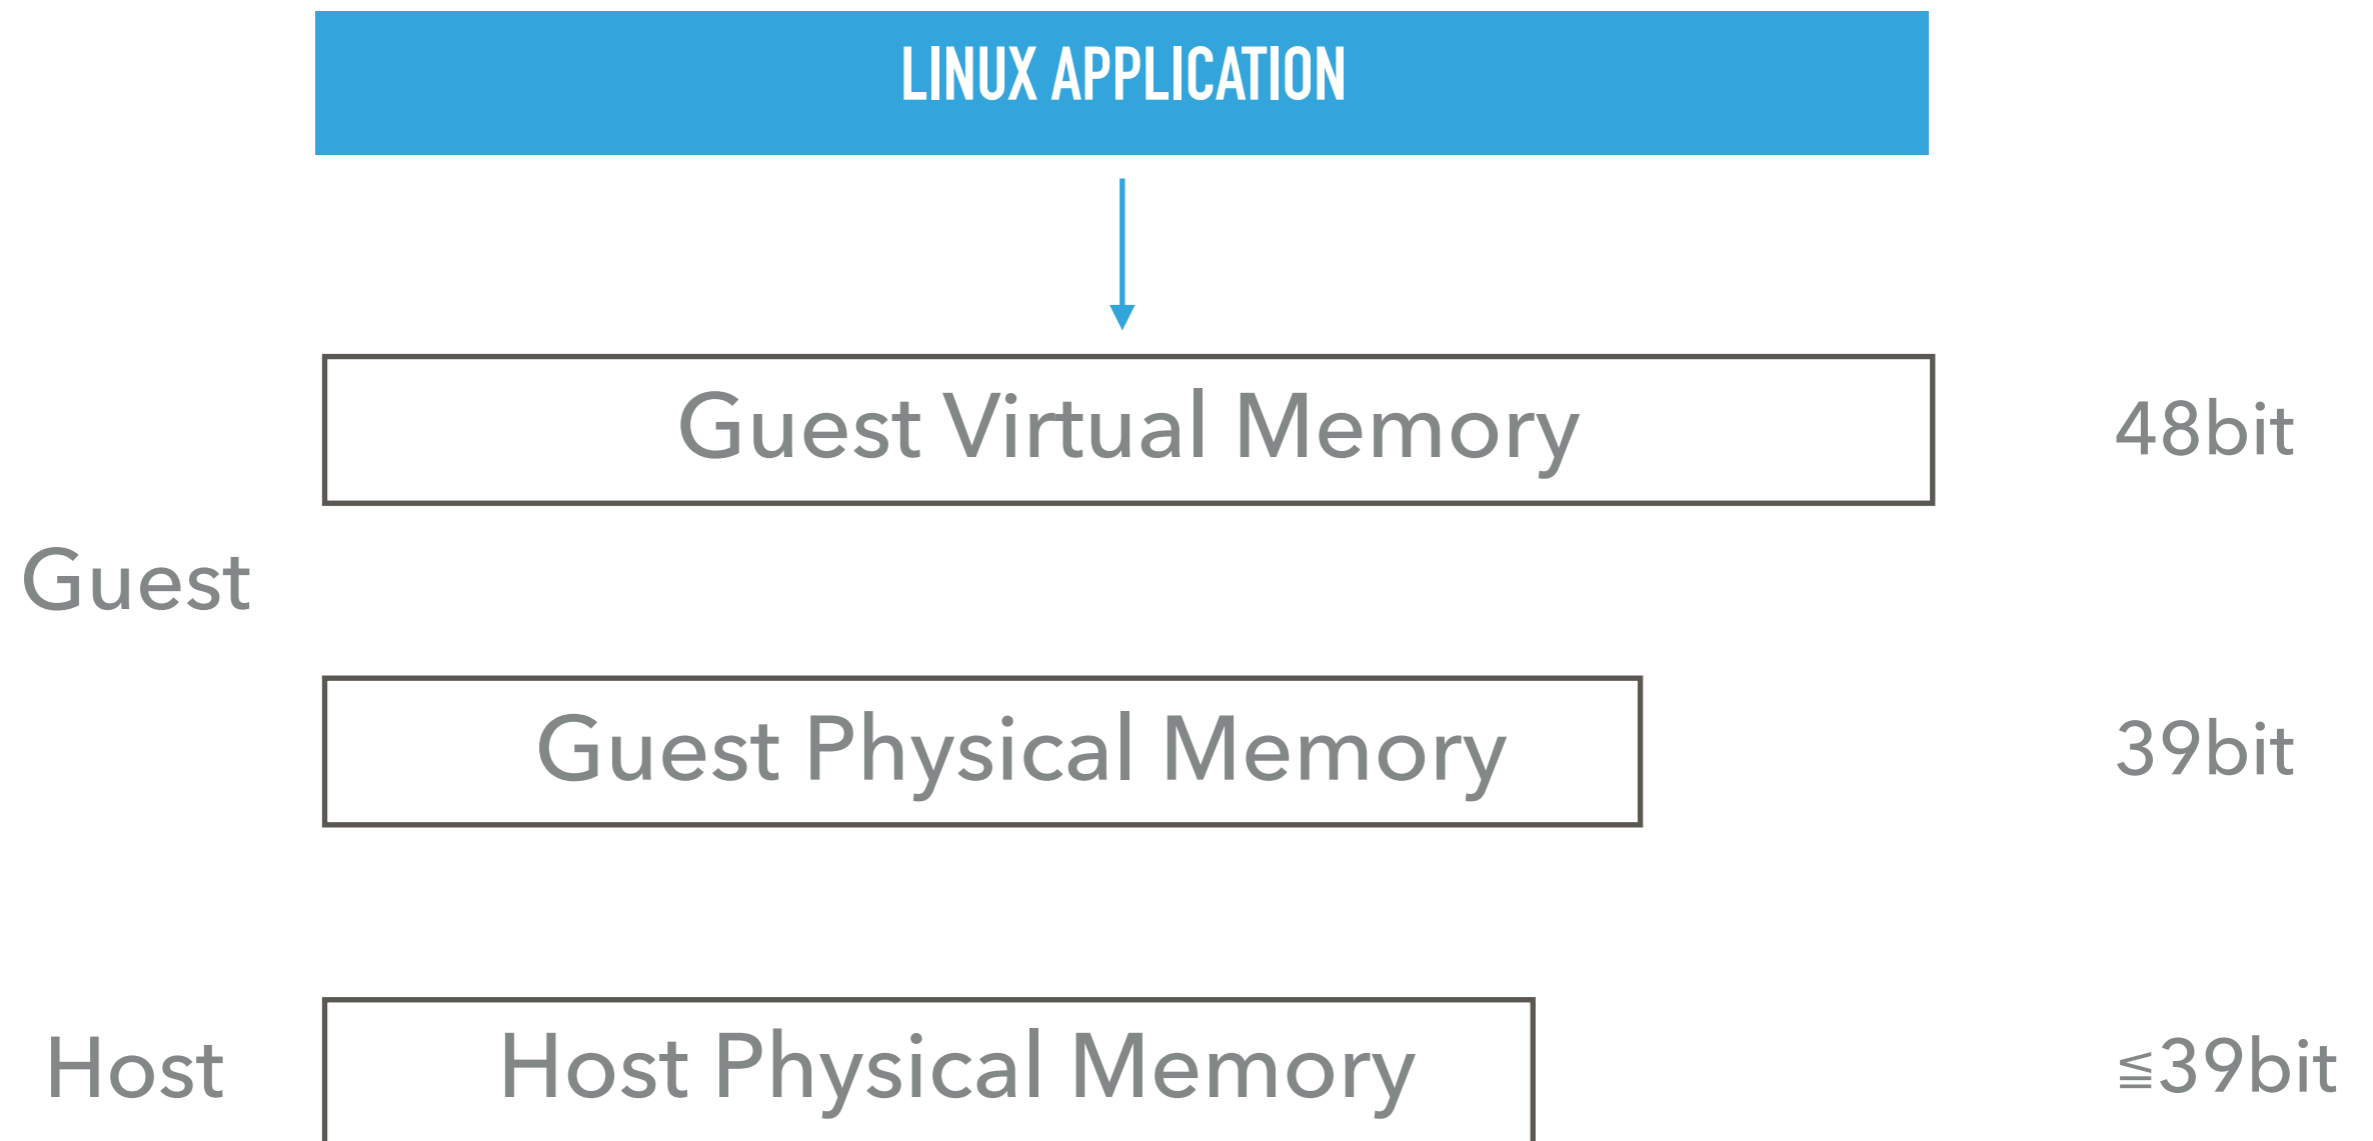 LINUX APPLICATION
Guest Virtual Memory
48bit
Guest
Guest Physical Memory
39bit
Host
Host Physical Memory
≦39bit